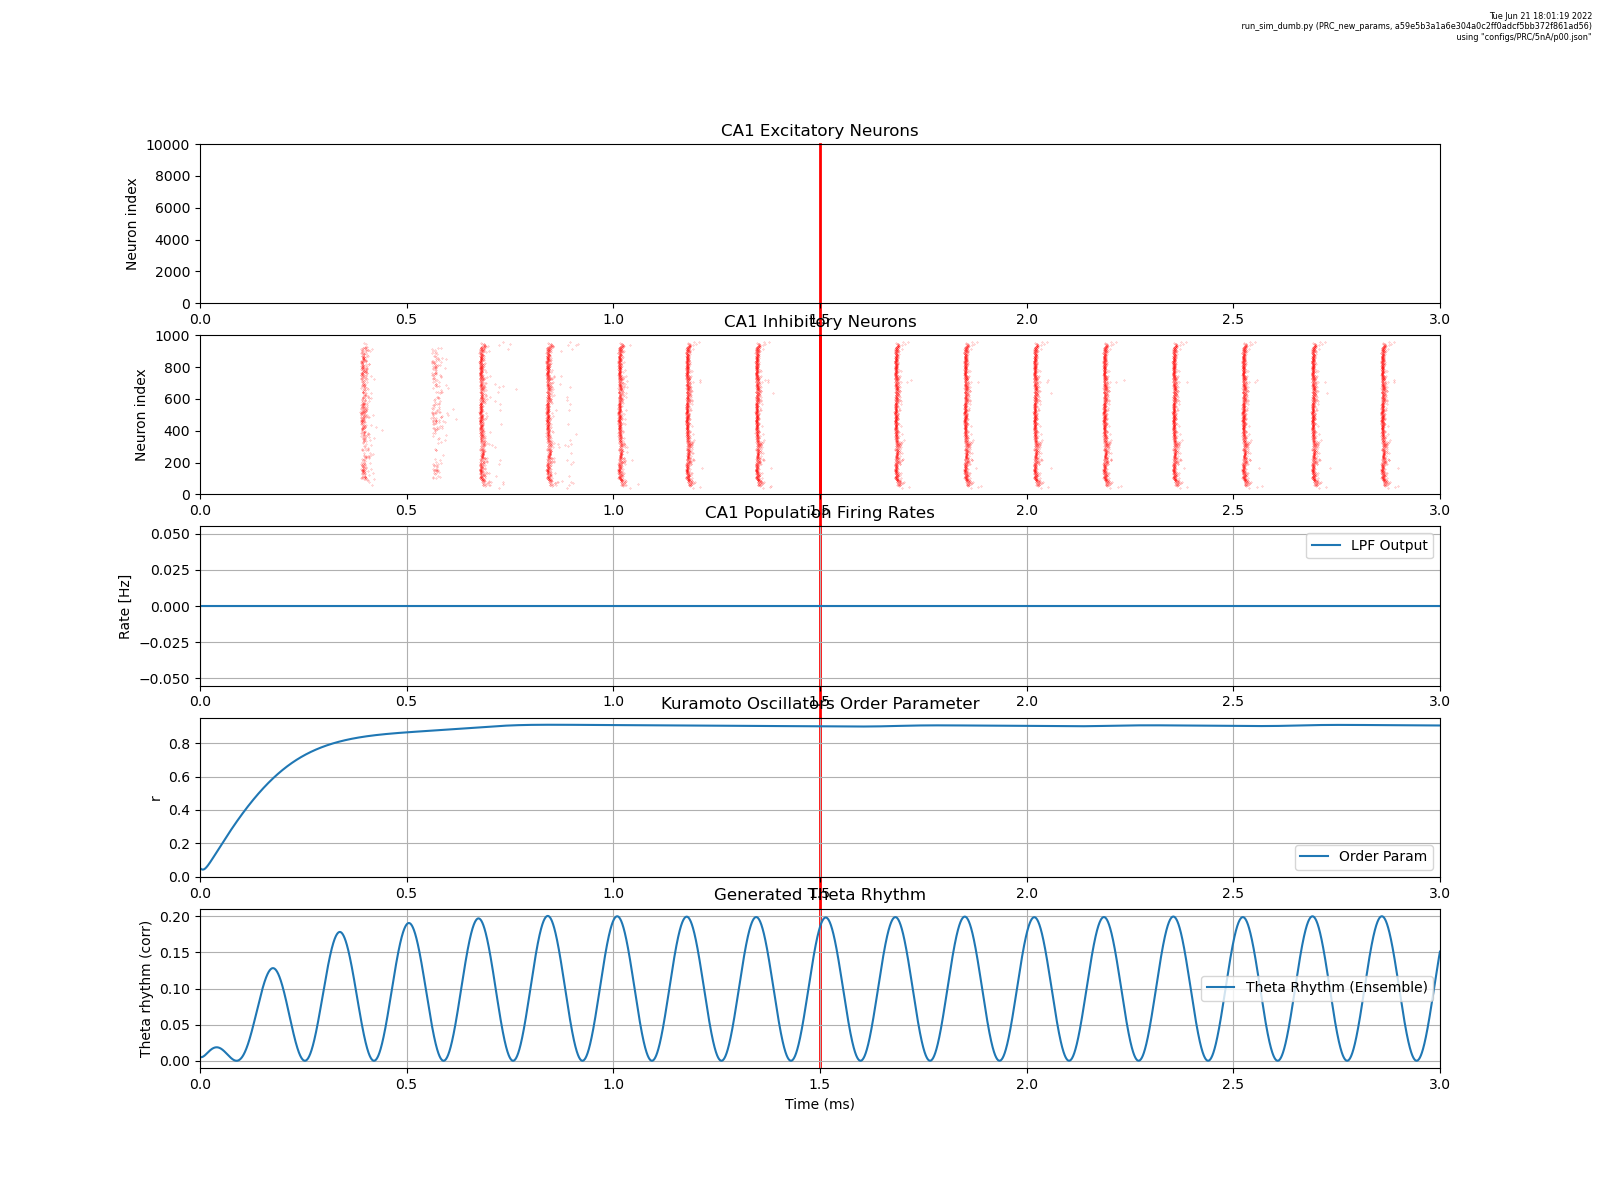 Tue Jun 21 18:01:19 2022
run_sim_dumb.py (PRC_new_params, a59e5b3a1a6e304a0c2ff0adcf5bb372f861ad56)
using "configs/PRC/5nA/p00.json"
CA1 Excitatory Neurons
Neuron index
10000
8000
6000
4000
2000
0
0.0 0.5 1.0 1.5 2.0 2.5 3.0
CA1 Inhibitory Neurons
Neuron index
1000
800
600
400
200
0
0.0 0.5 1.0 1.5 2.0 2.5 3.0
CA1 Population Firing Rates
Rate [Hz]
0.050
0.025
0.000
−0.025
−0.050
LPF Output
0.0 0.5 1.0 1.5 2.0 2.5 3.0
Kuramoto Oscillators Order Parameter
r
0.8
0.6
0.4
0.2
0.0
Order Param
0.0 0.5 1.0 1.5 2.0 2.5 3.0
Generated Theta Rhythm
Theta rhythm (corr)
0.20
0.15
0.10
0.05
0.00
Theta Rhythm (Ensemble)
0.0 0.5 1.0 1.5 2.0 2.5 3.0
Time (ms)